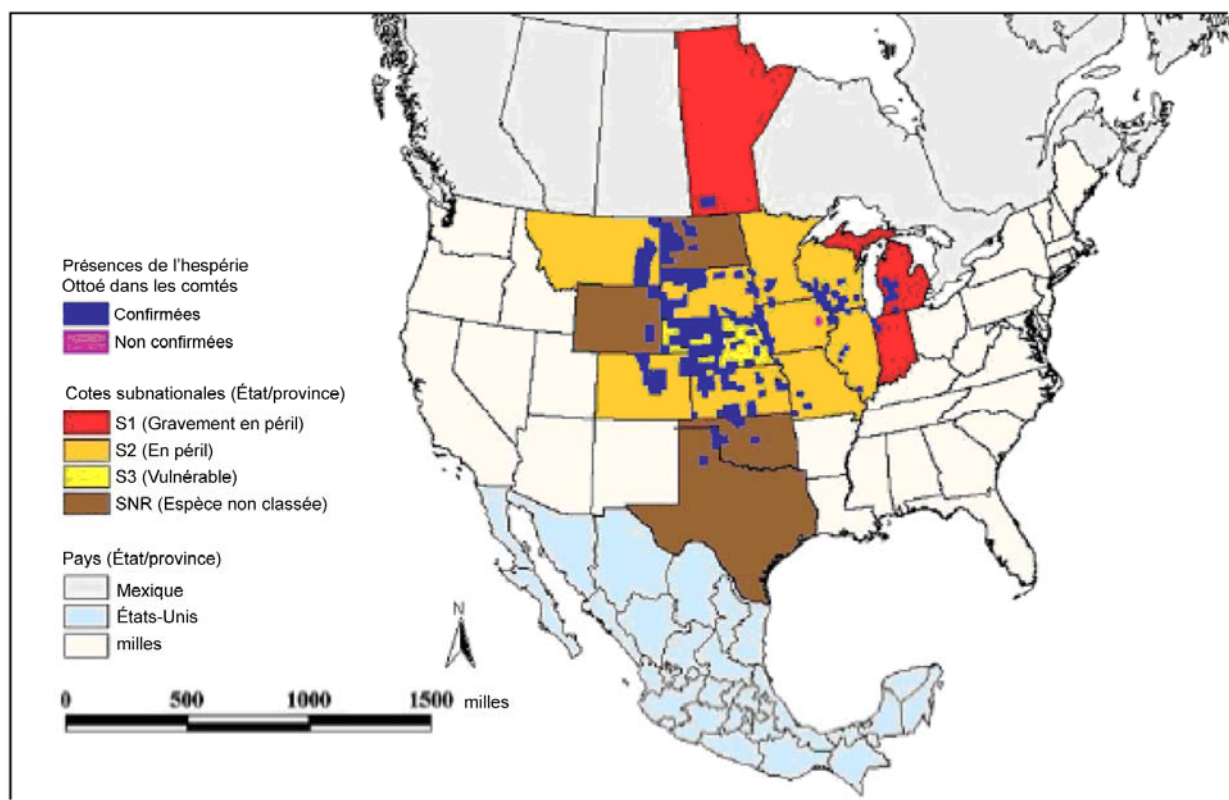 Présences de l'hespérie
Ottoé dans les comtés
Confirmées
Non confirmées
Cotes subnationales (État/province)
S1 (Gravement en péril)
S2 (En péril)
S3 (Vulnérable)
SNR (Espèce non classée)
Pays (État/province)
Mexique
États-Unis
milles
N
0 500 1000 1500 milles